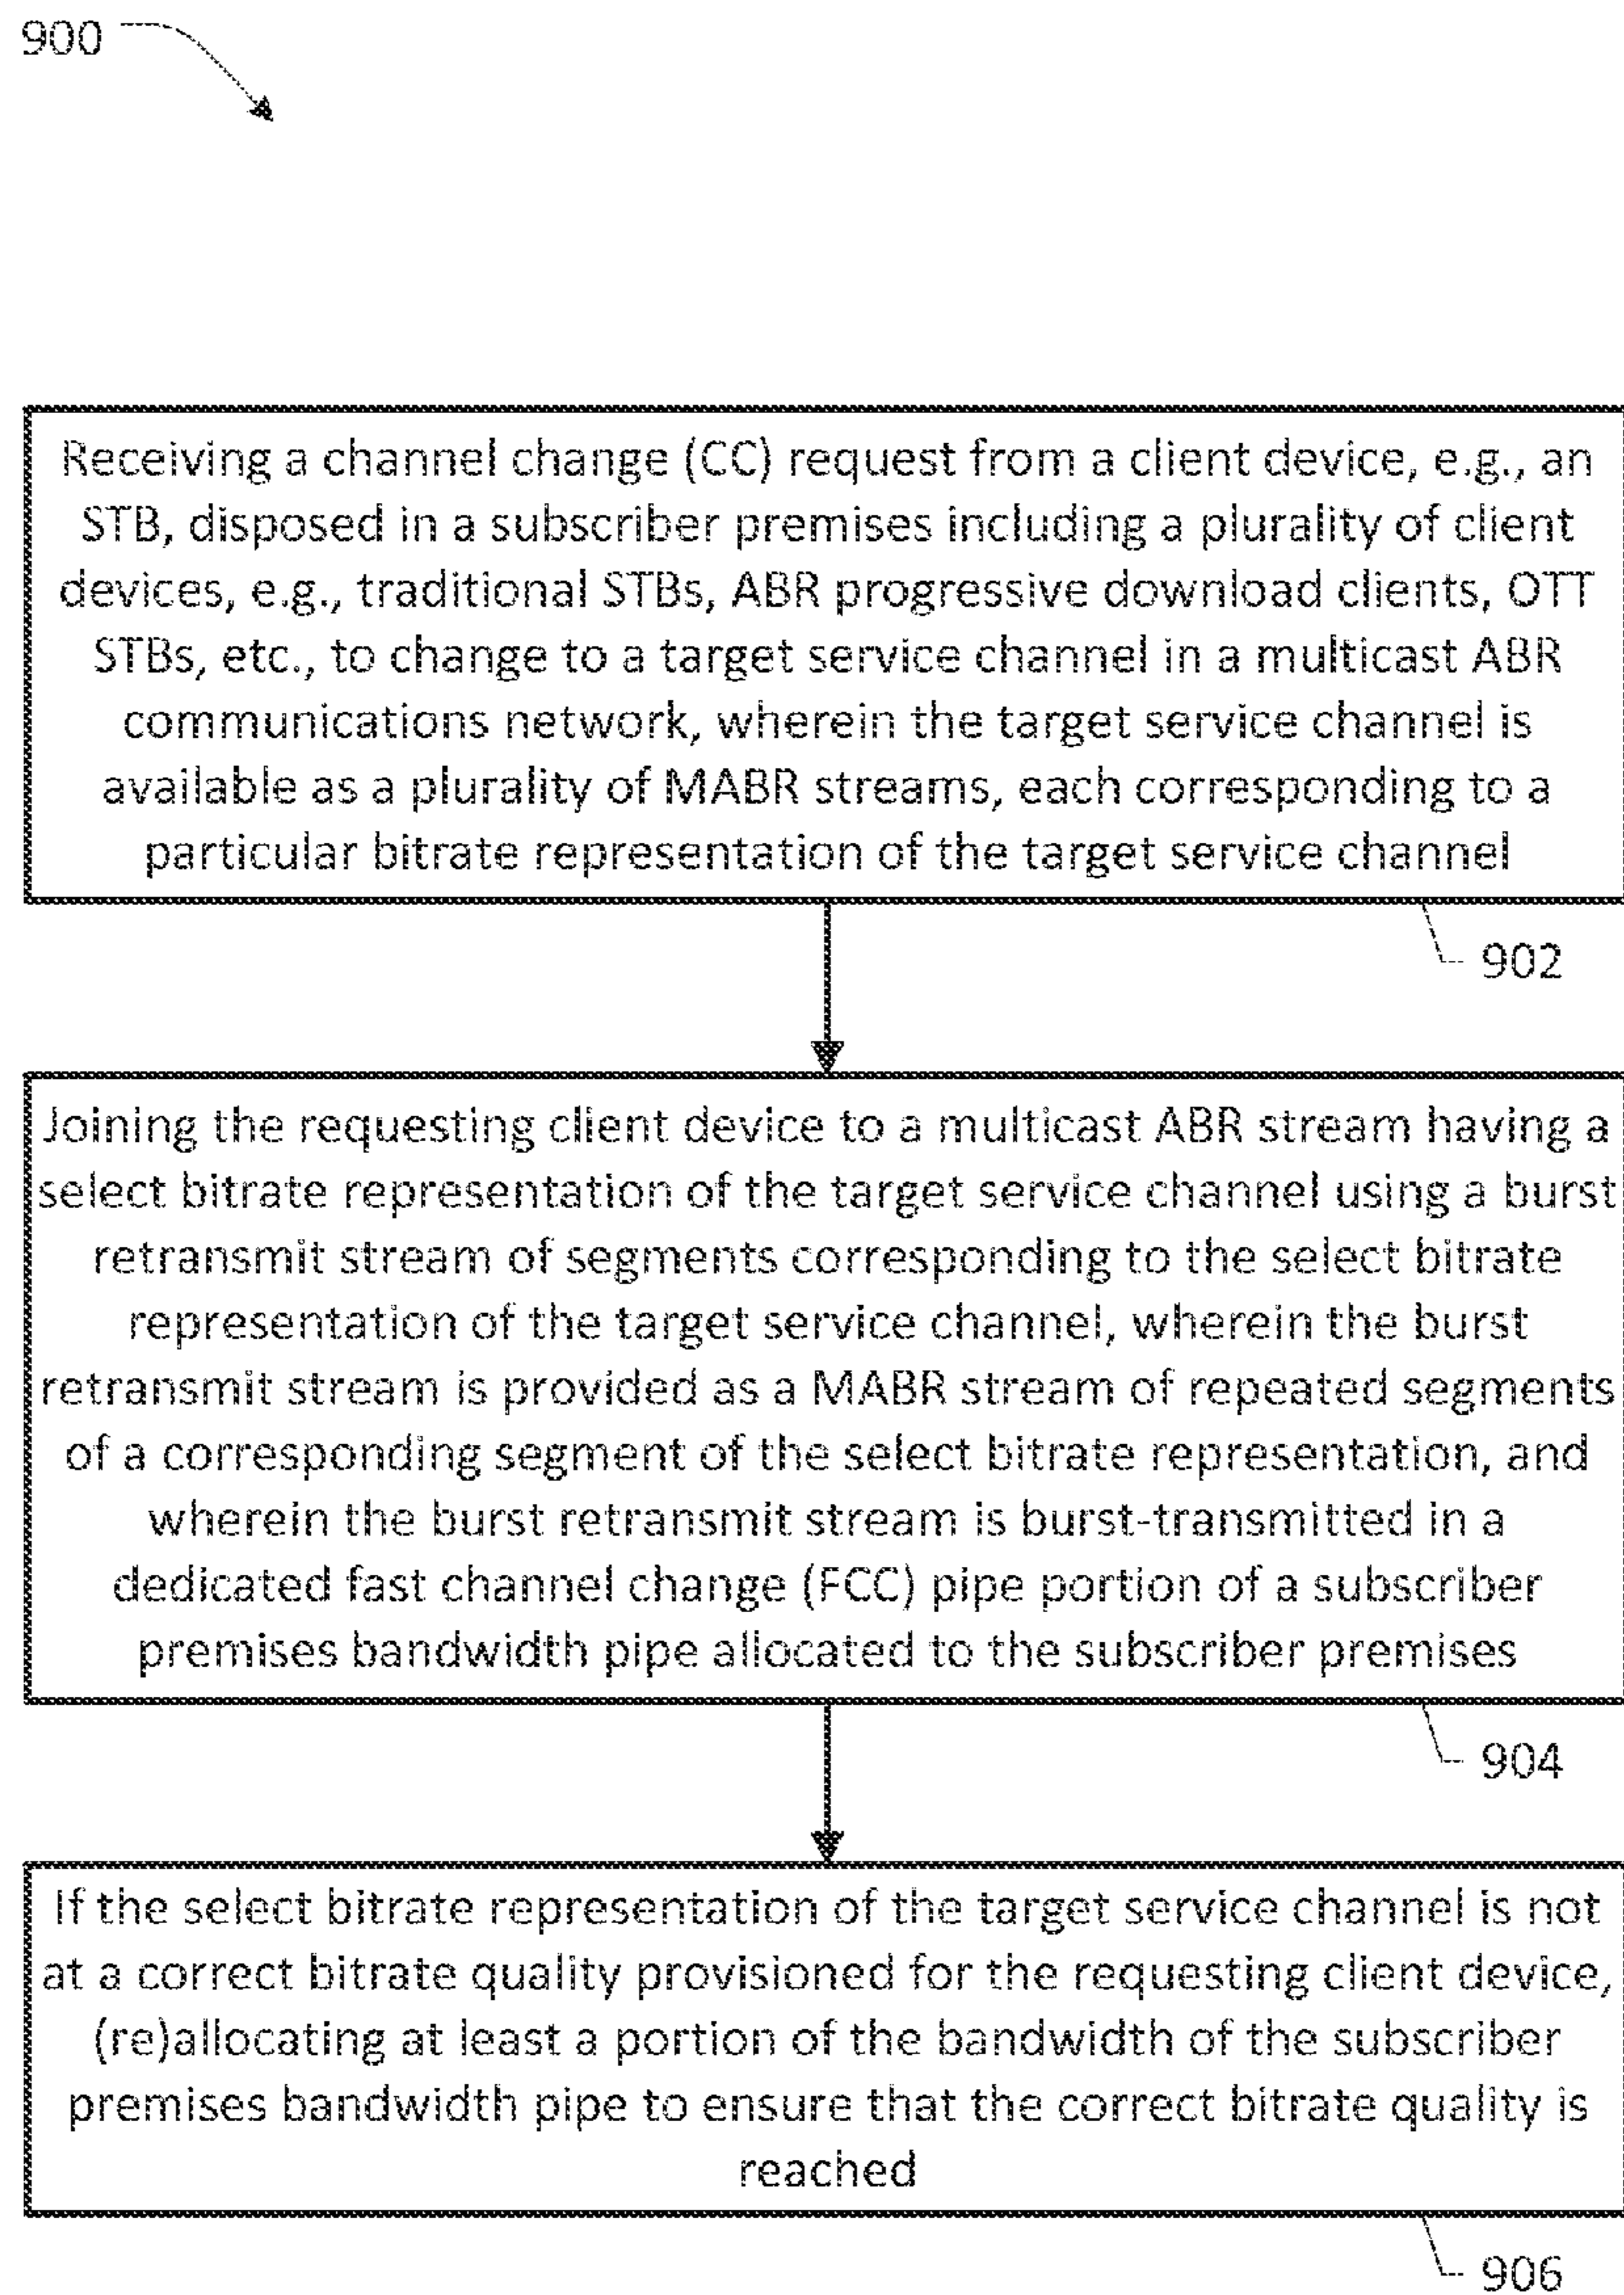 900
Receiving a channel change (CC) request from a client device, e.g., an
STB, disposed in a subscriber premises including a plurality of client
devices, e.g., traditional STBs, ABR progressive download clients, OTT
STBs, etc., to change to a target service channel in a multicast ABR
communications network, wherein the target service channel is
available as a plurality of MABR streams, each corresponding to a
particular bitrate representation of the target service channel
902
Joining the requesting client device to a multicast ABR stream having a
select bitrate representation of the target service channel using a burst
retransmit stream of segments corresponding to the select bitrate
representation of the target service channel, wherein the burst
retransmit stream is provided as a MABR stream of repeated segments
of a corresponding segment of the select bitrate representation, and
wherein the burst retransmit stream is burst-transmitted in a
dedicated fast channel change (FCC) pipe portion of a subscriber
premises bandwidth pipe allocated to the subscriber premises
904
If the select bitrate representation of the target service channel is not
at a correct bitrate quality provisioned for the requesting client device,
(re)allocating at least a portion of the bandwidth of the subscriber
premises bandwidth pipe to ensure that the correct bitrate quality is
reached
906